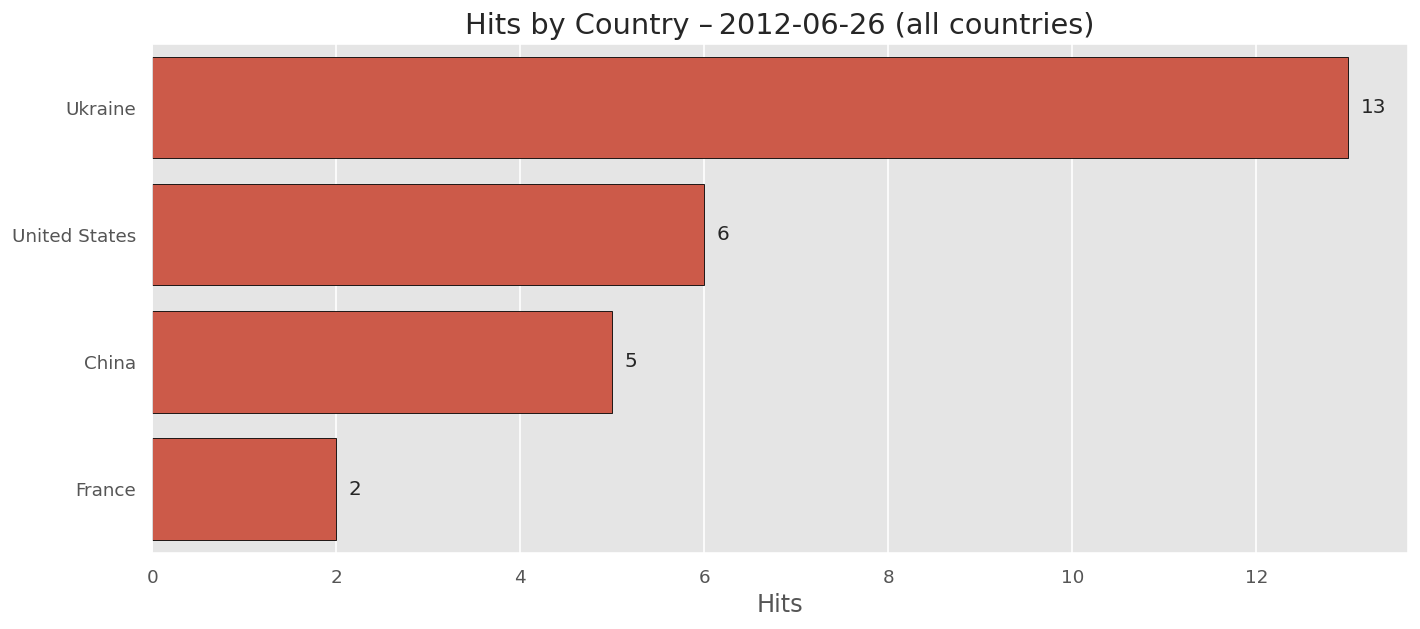 Hits by Country – 2012-06-26 (all countries)
Ukraine
13
United States
6
China
5
France
2
0 2 4 6 8 10 12
Hits